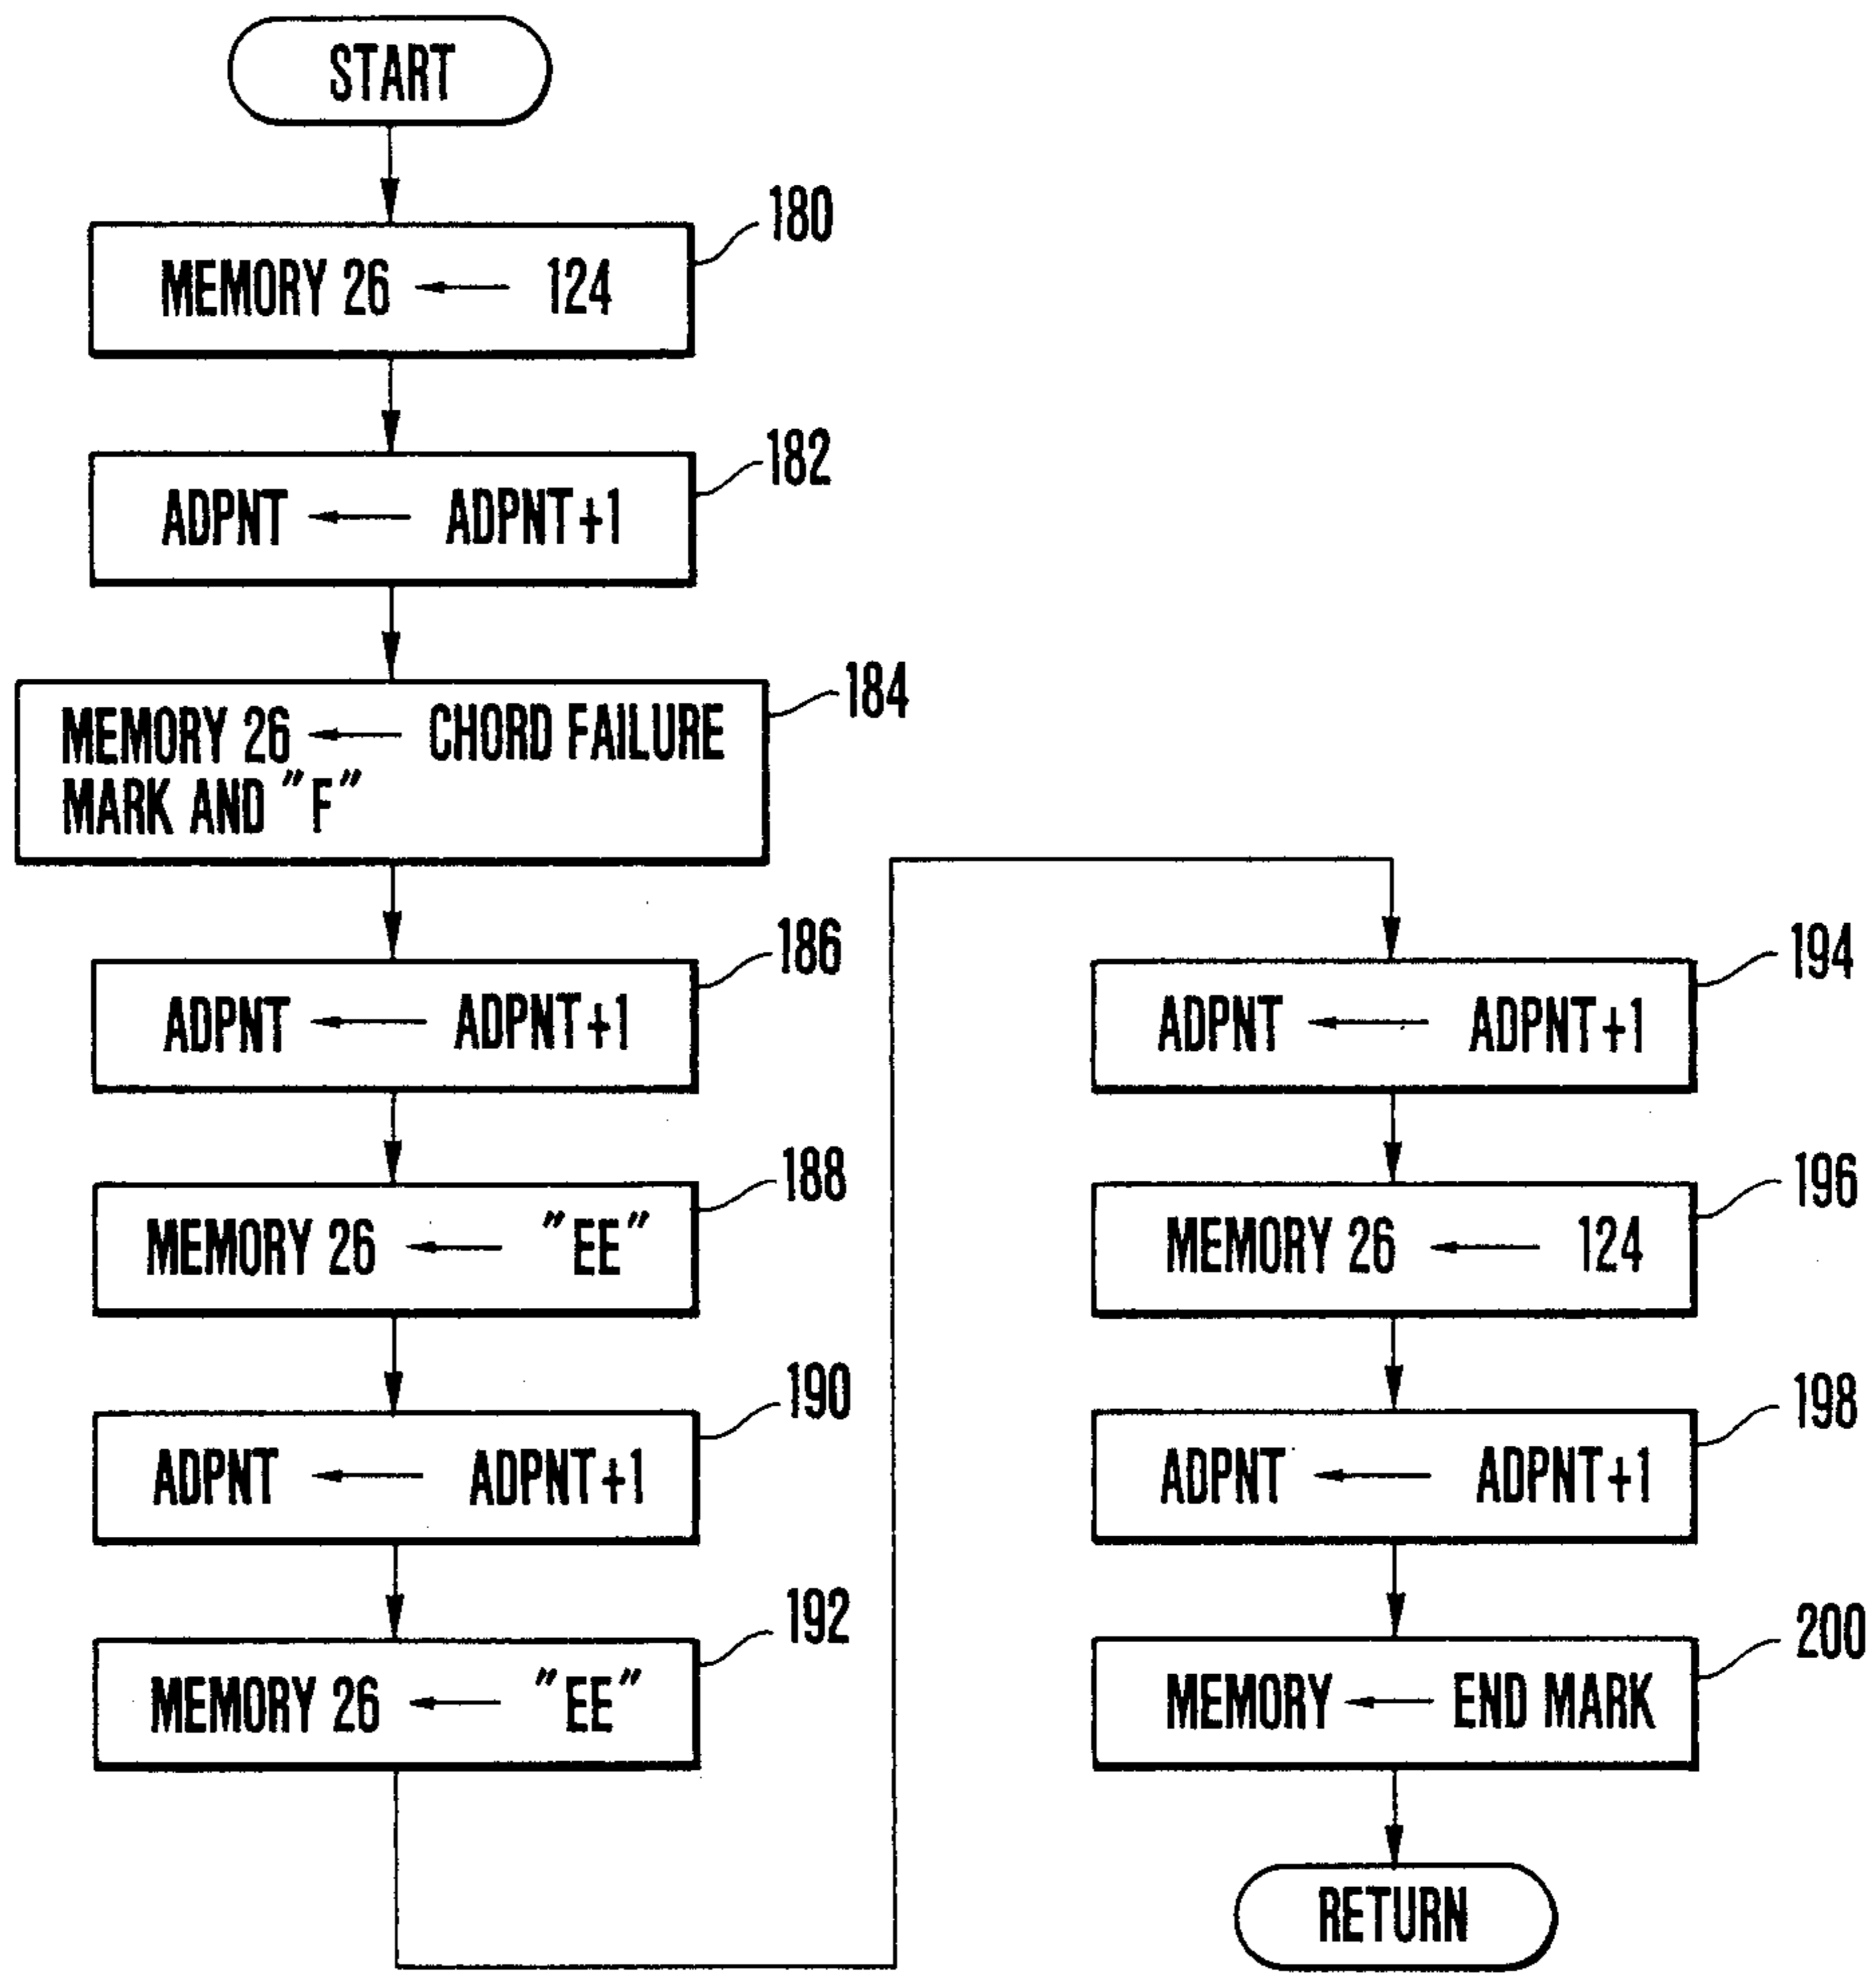 START
180
MEMORY 26 ← 124
182
ADPNT ← ADPNT+1
184
MEMORY 26 ← CHORD FAILURE
MARK AND "F"
186
ADPNT ← ADPNT+1
188
MEMORY 26 ← "EE"
190
ADPNT ← ADPNT+1
192
MEMORY 26 ← "EE"
194
ADPNT ← ADPNT+1
196
MEMORY 26 ← 124
198
ADPNT ← ADPNT+1
200
MEMORY ← END MARK
RETURN